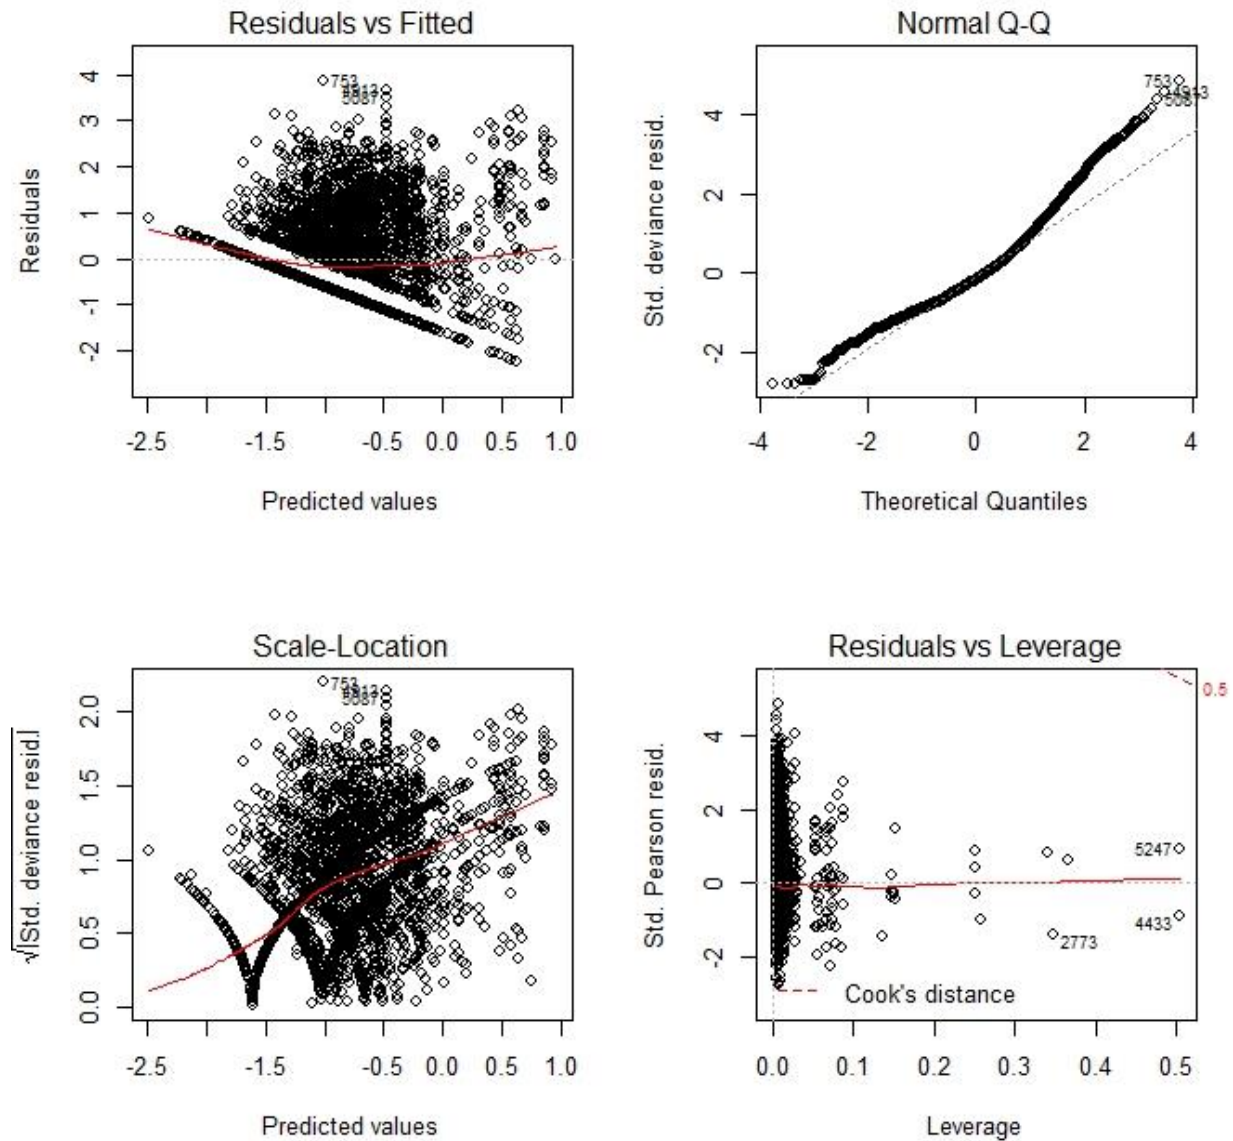 Residuals vs Fitted
Residuals
4
3
2
1
0
-1
-2
753
5087
-2.5 -1.5 -0.5 0.0 0.5 1.0
Predicted values
Normal Q-Q
Std. deviance resid.
4
2
0
-2
753
-4 -2 0 2 4
Theoretical Quantiles
Scale-Location
√|Std. deviance resid.|
2.0
1.5
1.0
0.5
0.0
753
5087
-2.5 -1.5 -0.5 0.0 0.5 1.0
Predicted values
Residuals vs Leverage
Std. Pearson resid.
4
2
0
-2
0.5
5247
4433
2773
Cook's distance
0.0 0.1 0.2 0.3 0.4 0.5
Leverage